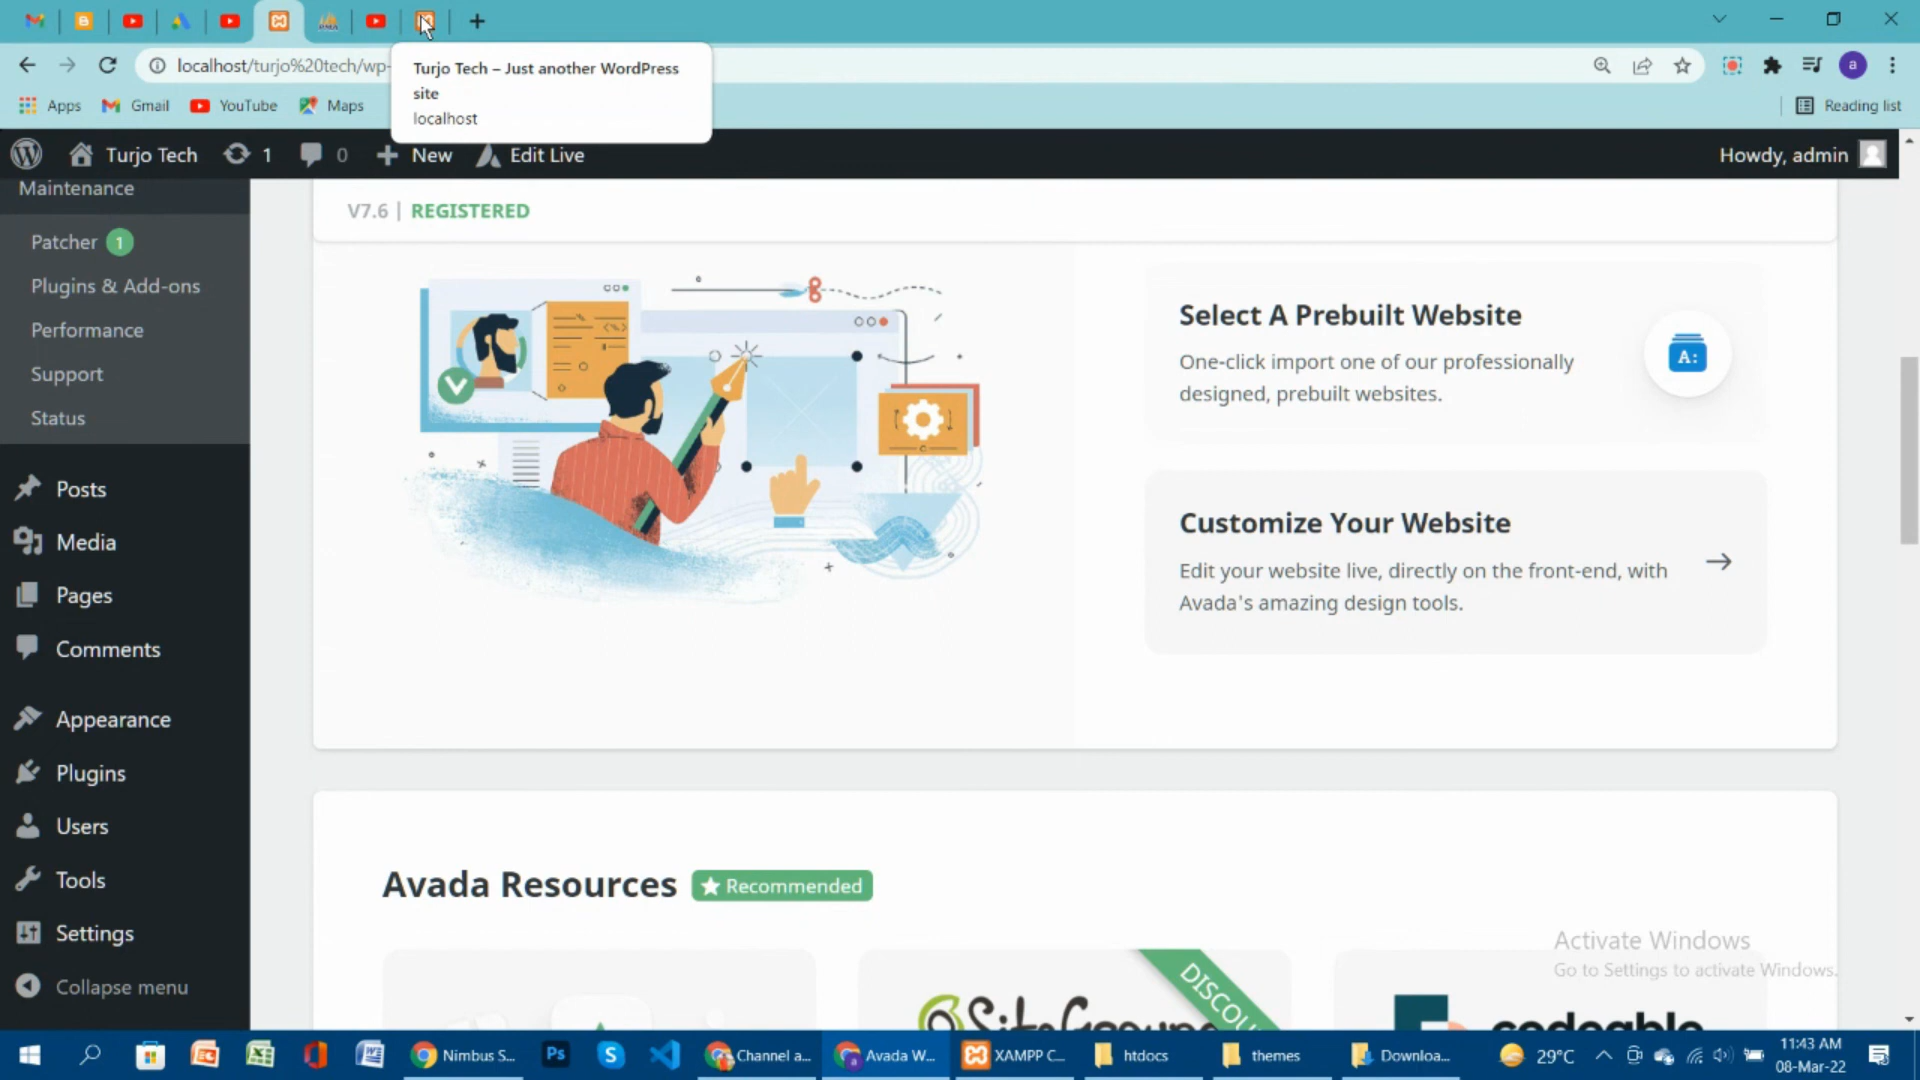 Turjo Tech – Just another WordPress
site
localhost
localhost/turjo%20tech/wp-
a
Apps
Gmail
YouTube
Maps
Reading list
Turjo Tech
1
0
New
Edit Live
Howdy, admin
Maintenance
Patcher 1
Plugins & Add-ons
Performance
Support
Status
Posts
Media
Pages
Comments
Appearance
Plugins
Users
Tools
Settings
Collapse menu
V7.6 | REGISTERED
Select A Prebuilt Website
One-click import one of our professionally
designed, prebuilt websites.
A:
Customize Your Website
Edit your website live, directly on the front-end, with
Avada's amazing design tools.
Avada Resources
Recommended
DISCOU
SiteGround
codeable
Activate Windows
Go to Settings to activate Windows.
Nimbus S...
Ps
Channel a...
Avada W...
XAMPP C...
htdocs
themes
Downloa...
29°C
11:43 AM
08-Mar-22